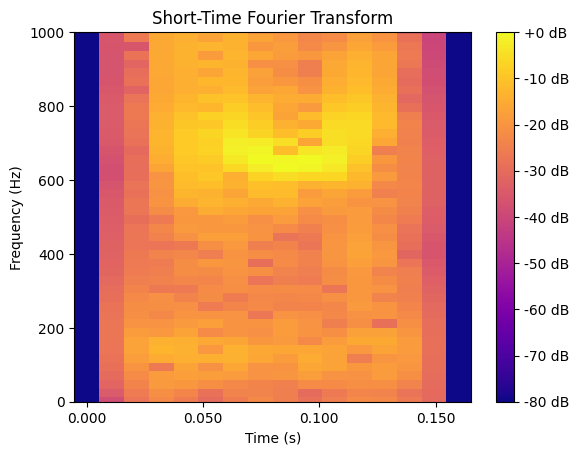 Short-Time Fourier Transform
Frequency (Hz)
1000
800
600
400
200
0
0.000
0.050
0.100
0.150
Time (s)
+0 dB
-10 dB
-20 dB
-30 dB
-40 dB
-50 dB
-60 dB
-70 dB
-80 dB